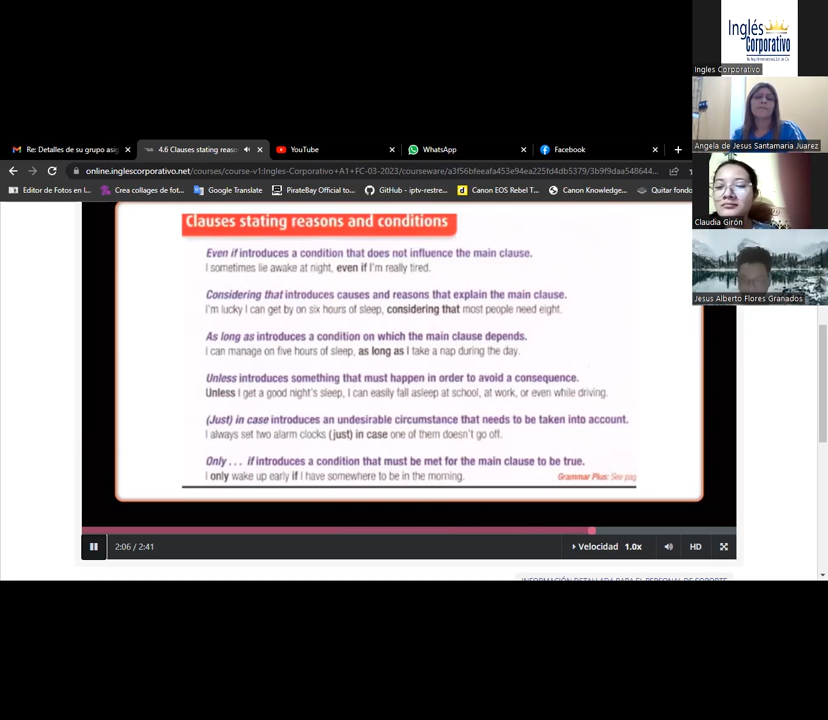 Inglés
Corporativo
Ingles Corporativo
Re: Detalles de su grupo asig
4.6 Clauses stating reaso
YouTube
WhatsApp
Facebook
online.inglescorporativo.net/courses/course-v1:Ingles-Corporativo+A1+FC-03-2023/courseware/a3f56bfeeafa453e94ea225fd4db5379/3b9f9daa548644...
Angela de Jesus Santamaria Juarez
Editor de Fotos en l...
Crea collages de fot...
Google Translate
PirateBay Official to...
GitHub - iptv-restre...
Canon EOS Rebel T...
Canon Knowledge...
Quitar fondo
Claudia Girón
Jesus Alberto Flores Granados
Clauses stating reasons and conditions
Even if introduces a condition that does not influence the main clause.
I sometimes lie awake at night, even if I'm really tired.
Considering that introduces causes and reasons that explain the main clause.
I'm lucky I can get by on six hours of sleep, considering that most people need eight.
As long as introduces a condition on which the main clause depends.
I can manage on five hours of sleep, as long as I take a nap during the day.
Unless introduces something that must happen in order to avoid a consequence.
Unless I get a good night's sleep, I can easily fall asleep at school, at work, or even while driving.
(Just) in case introduces an undesirable circumstance that needs to be taken into account.
I always set two alarm clocks (just) in case one of them doesn't go off.
Only . . . if introduces a condition that must be met for the main clause to be true.
I only wake up early if I have somewhere to be in the morning.
Grammar Plus: See pag
2:06 / 2:41
Velocidad 1.0x
HD
INFORMACIÓN DETALLADA PARA EL PERSONAL DE SOPORTE